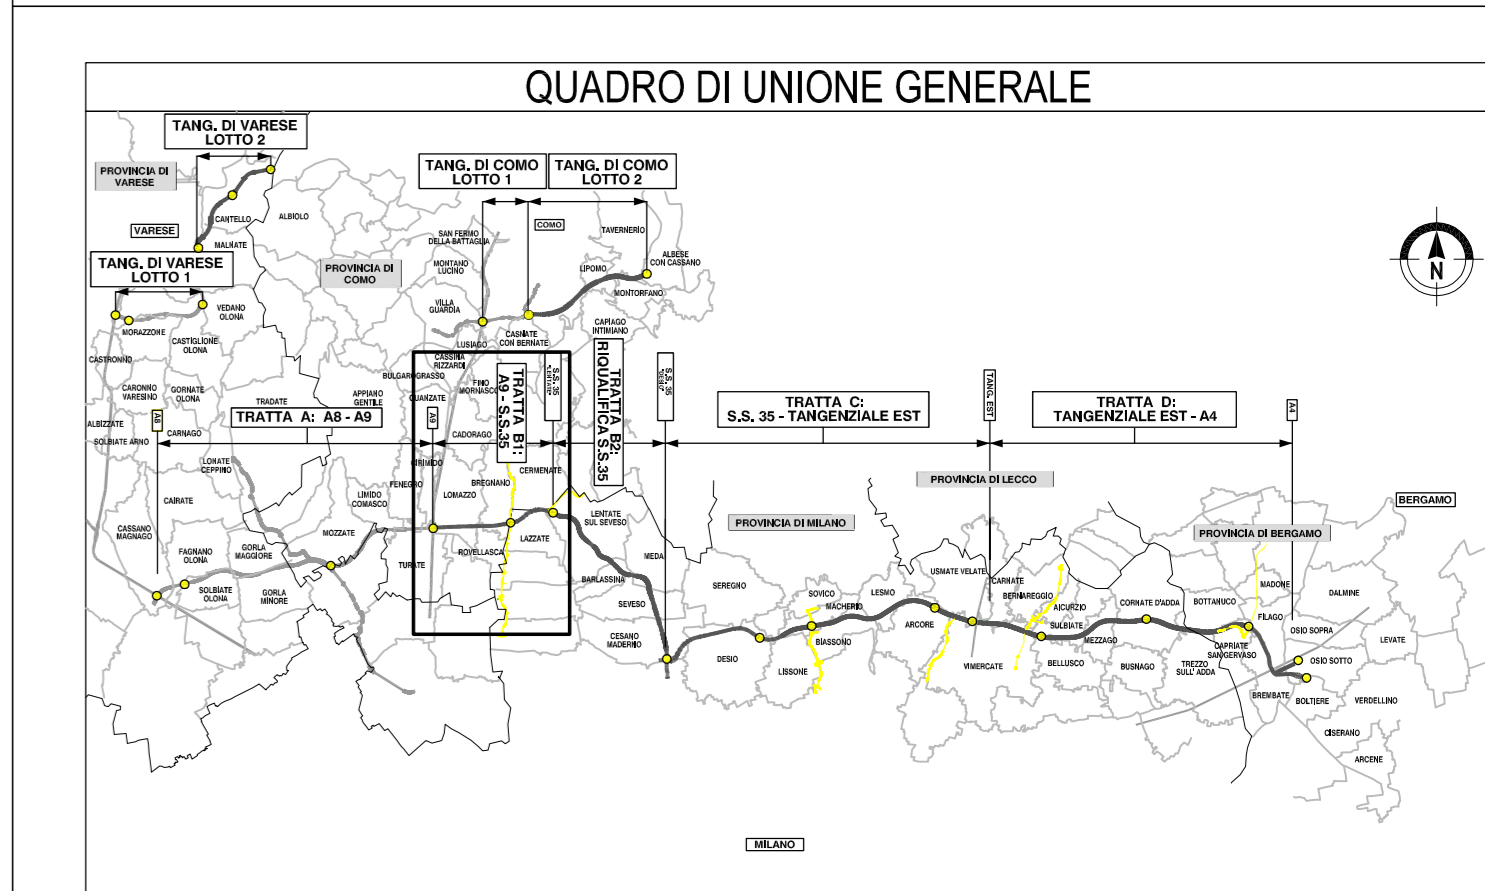 QUADRO DI UNIONE GENERALE
TANG. DI VARESE
LOTTO 2
PROVINCIA DI
VARESE
VARESE
CANTELLO
ALBIOLO
MALNATE
TANG. DI VARESE
LOTTO 1
PROVINCIA DI
COMO
TANG. DI COMO
LOTTO 1
TANG. DI COMO
LOTTO 2
COMO
SAN FERMO
DELLA BATTAGLIA
TAVERNERIO
ALBESE
CON CASSANO
MONTANO
LUCINO
LIPOMO
MONTORFANO
VILLA
GUARDIA
CAPIAGO
INTIMIANO
CASNATE
CON BERNATE
LUSIAGO
N
VEDANO
OLONA
MORAZZONE
CASTIGLIONE
OLONA
CASTRONNO
CARONNO
VARESINO
GORNATE
OLONA
TRADATE
APPIANO
GENTILE
BULGAROGRASSO
CASSINA
RIZZARDI
FINO
MORNASCO
GUANZATE
CADORAGO
CIRIMIDO
ALBIZZATE
SOLBIATE ARNO
CARNAGO
A8
TRATTA A: A8 - A9
A9
TRATTA B1:
A9 - S.S.35
S.S. 35
TRATTA B2:
RIQUALIFICA S.S.35
S.S. 35
TRATTA C:
S.S. 35 - TANGENZIALE EST
TANG. EST
TRATTA D:
TANGENZIALE EST - A4
A4
LONATE
CEPPINO
CAIRATE
LIMIDO
COMASCO
FENEGRO
LOMAZZO
BREGNANO
CERMENATE
LENTATE
SUL SEVESO
PROVINCIA DI LECCO
PROVINCIA DI MILANO
PROVINCIA DI BERGAMO
BERGAMO
CASSANO
MAGNAGO
FAGNANO
OLONA
GORLA
MAGGIORE
MOZZATE
TURATE
ROVELLASCA
LAZZATE
MEDA
BARLASSINA
SOLBIATE
OLONA
GORLA
MINORE
SEVESO
CESANO
MADERNO
SEREGNO
DESIO
SOVICO
MACHERIO
BIASSONO
LISSONE
LESMO
ARCORE
USMATE VELATE
CARNATE
BERNAREGGIO
AICURZIO
SULBIATE
MEZZAGO
VIMERCATE
BELLUSCO
CORNATE D'ADDA
BUSNAGO
BOTTANUCO
TREZZO
SULL' ADDA
CAPRIATE
SANGERVASO
MADONE
FILAGO
DALMINE
OSIO SOPRA
LEVATE
OSIO SOTTO
BREMBATE
BOLTIERE
VERDELLINO
CISERANO
ARCENE
MILANO